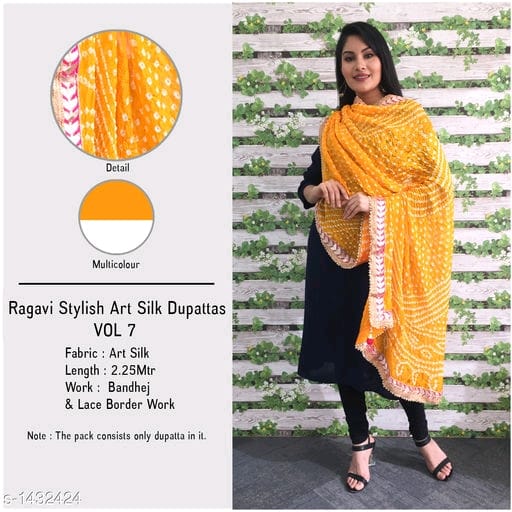 Detail
Multicolour
Ragavi Stylish Art Silk Dupattas
VOL 7
Fabric : Art Silk
Length : 2.25Mtr
Work : Bandhej
& Lace Border Work
Note : The pack consists only dupatta in it.
s-1432424